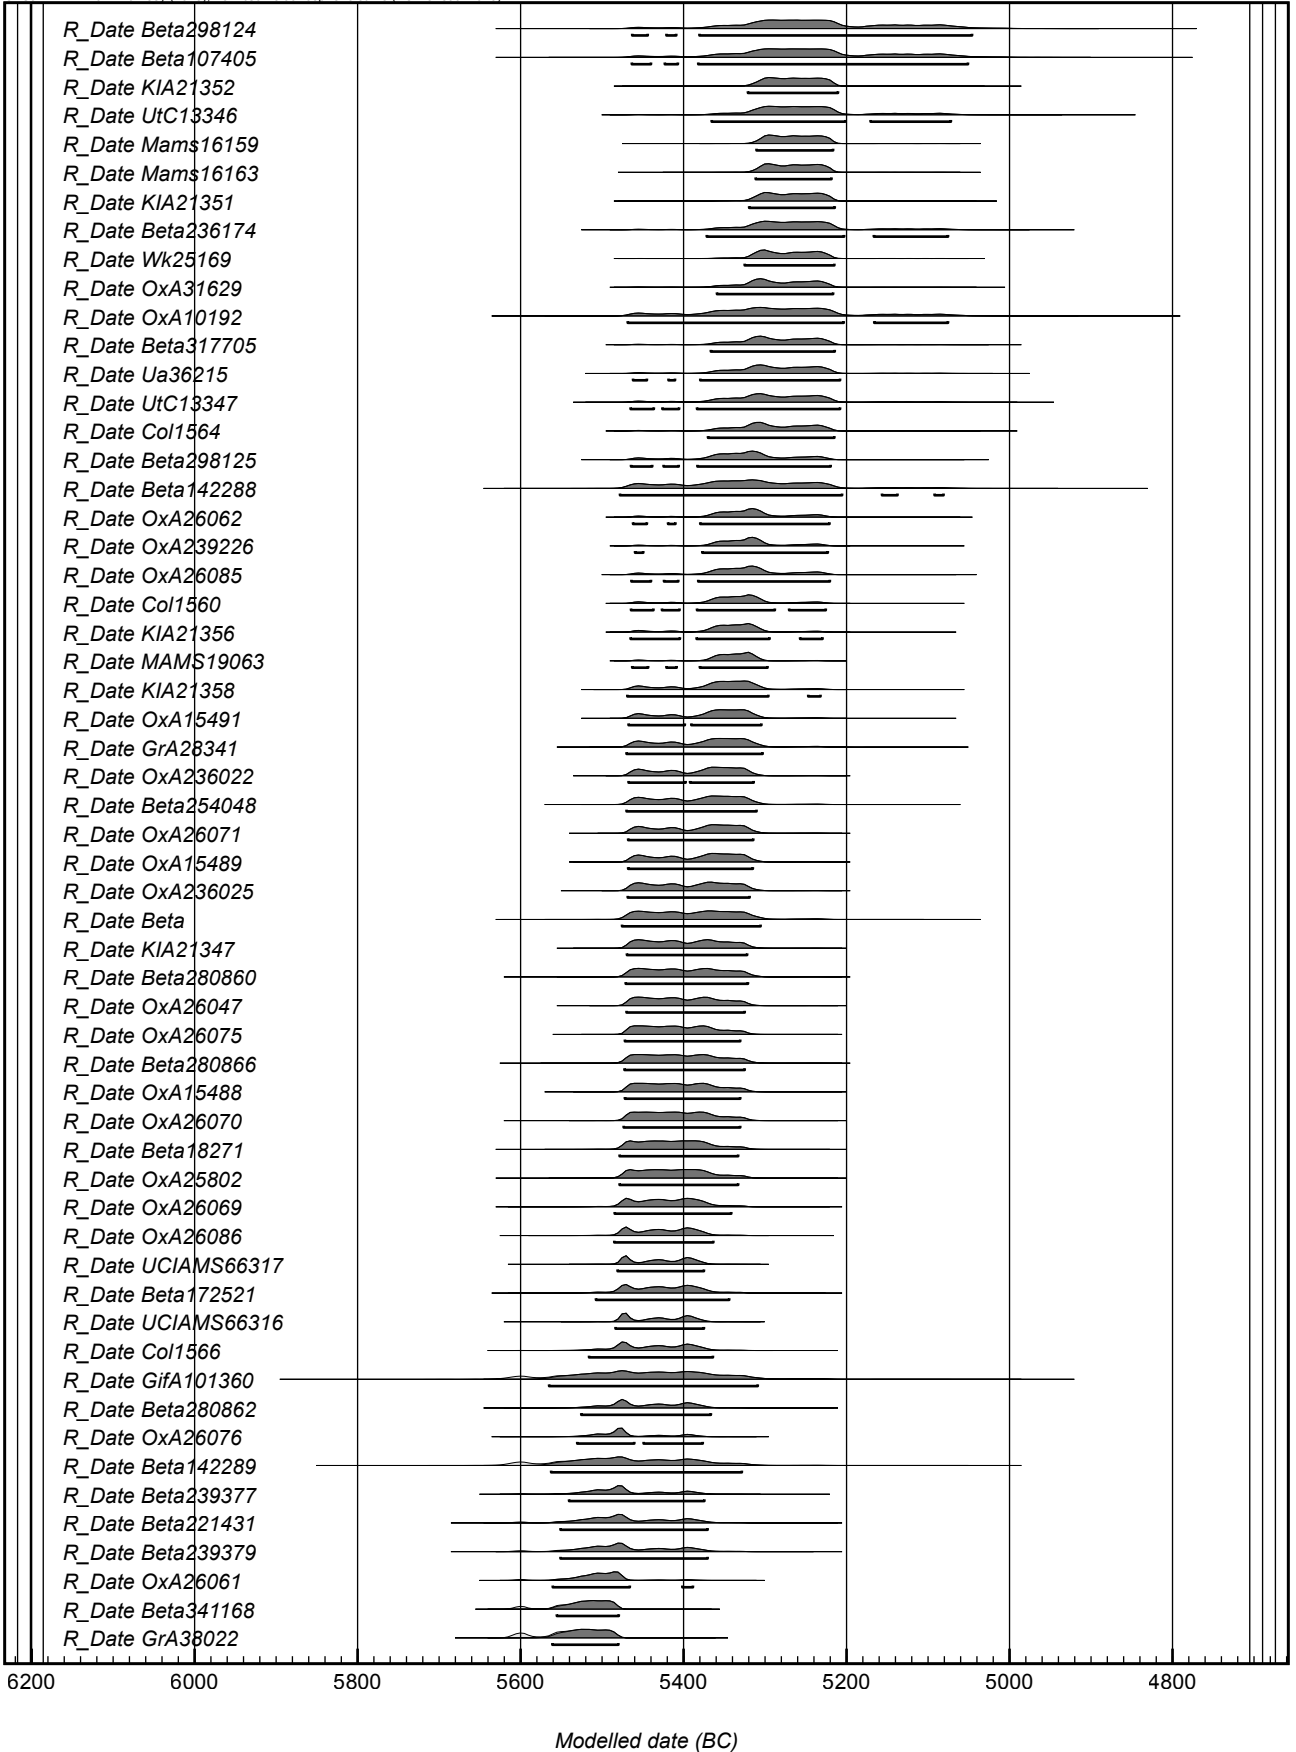 R_Date Beta298124
R_Date Beta107405
R_Date KIA21352
R_Date UtC13346
R_Date Mams16159
R_Date Mams16163
R_Date KIA21351
R_Date Beta236174
R_Date Wk25169
R_Date OxA31629
R_Date OxA10192
R_Date Beta317705
R_Date Ua36215
R_Date UtC13347
R_Date Col1564
R_Date Beta298125
R_Date Beta142288
R_Date OxA26062
R_Date OxA239226
R_Date OxA26085
R_Date Col1560
R_Date KIA21356
R_Date MAMS19063
R_Date KIA21358
R_Date OxA15491
R_Date GrA28341
R_Date OxA236022
R_Date Beta254048
R_Date OxA26071
R_Date OxA15489
R_Date OxA236025
R_Date Beta
R_Date KIA21347
R_Date Beta280860
R_Date OxA26047
R_Date OxA26075
R_Date Beta280866
R_Date OxA15488
R_Date OxA26070
R_Date Beta18271
R_Date OxA25802
R_Date OxA26069
R_Date OxA26086
R_Date UCIAMS66317
R_Date Beta172521
R_Date UCIAMS66316
R_Date Col1566
R_Date GifA101360
R_Date Beta280862
R_Date OxA26076
R_Date Beta142289
R_Date Beta239377
R_Date Beta221431
R_Date Beta239379
R_Date OxA26061
R_Date Beta341168
R_Date GrA38022
6200 6000 5800 5600 5400 5200 5000 4800
Modelled date (BC)